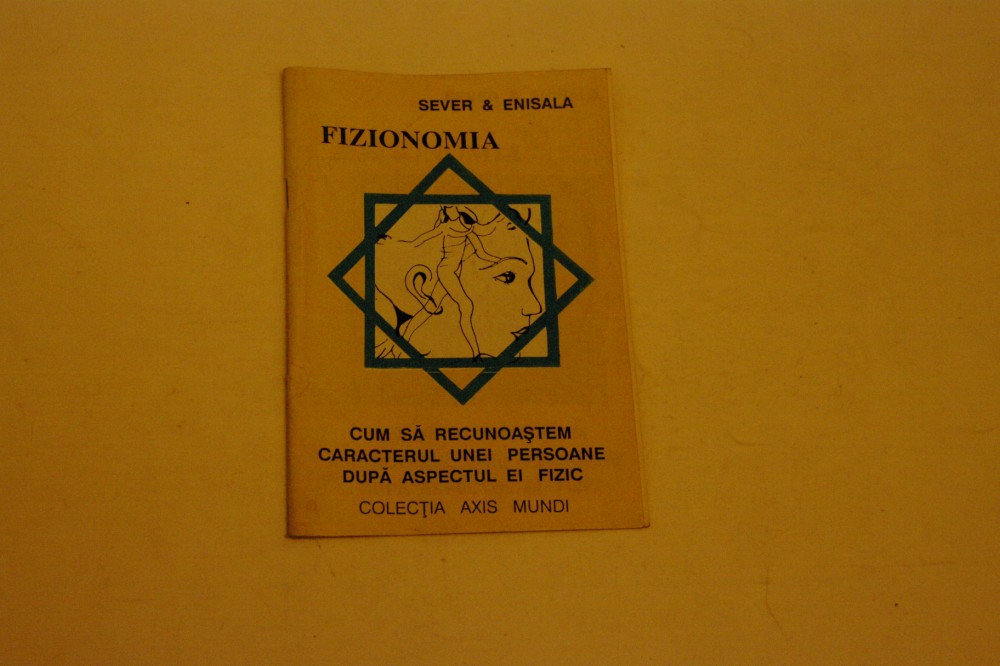 SEVER & ENISALA
FIZIONOMIA
CUM SĂ RECUNOAŞTEM
CARACTERUL UNEI PERSOANE
DUPĂ ASPECTUL EI FIZIC
COLECŢIA AXIS MUNDI